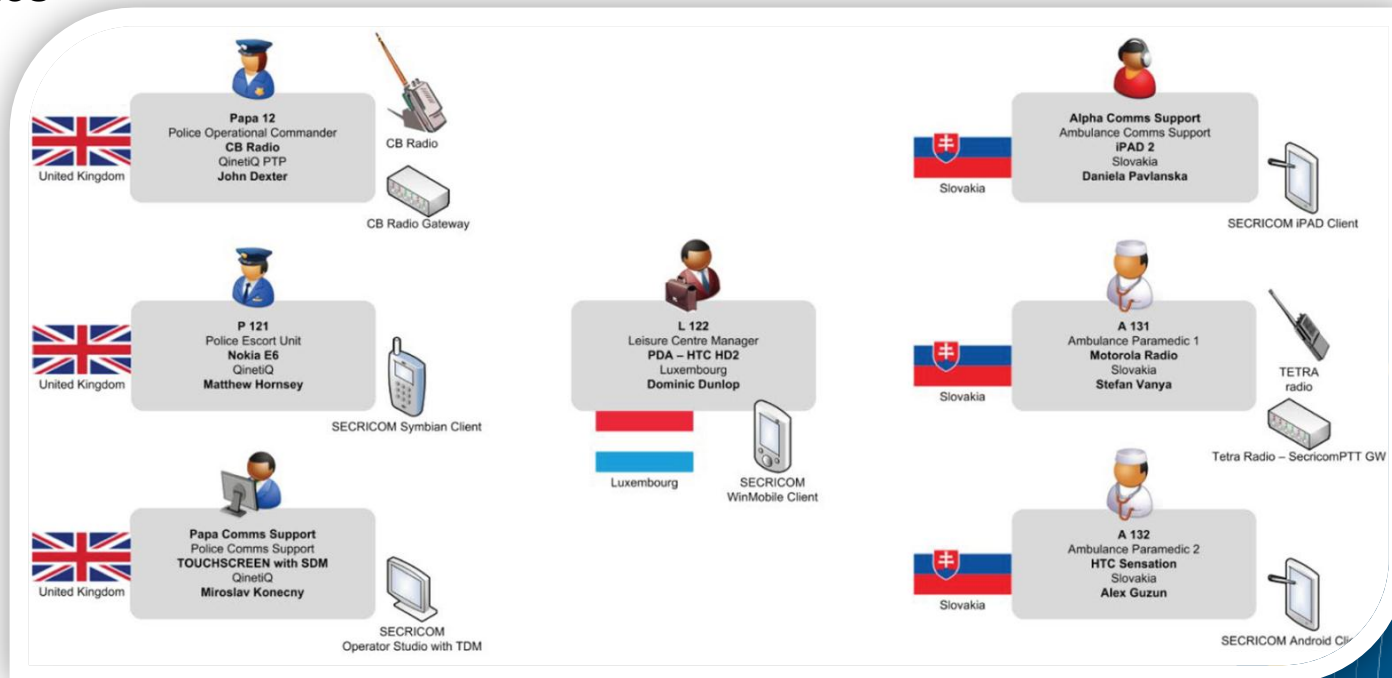 Papa 12
Police Operational Commander
CB Radio
QinetiQ PTP
John Dexter
United Kingdom
CB Radio
CB Radio Gateway
P 121
Police Escort Unit
Nokia E6
QinetiQ
Matthew Hornsey
United Kingdom
SECRICOM Symbian Client
Papa Comms Support
Police Comms Support
TOUCHSCREEN with SDM
QinetiQ
Miroslav Konecny
United Kingdom
SECRICOM
Operator Studio with TDM
L 122
Leisure Centre Manager
PDA – HTC HD2
Luxembourg
Dominic Dunlop
Luxembourg
SECRICOM
WinMobile Client
Alpha Comms Support
Ambulance Comms Support
iPAD 2
Slovakia
Daniela Pavlanska
Slovakia
SECRICOM iPAD Client
A 131
Ambulance Paramedic 1
Motorola Radio
Slovakia
Stefan Vanya
Slovakia
TETRA
radio
Tetra Radio – SecricomPTT GW
A 132
Ambulance Paramedic 2
HTC Sensation
Slovakia
Alex Guzun
Slovakia
SECRICOM Android